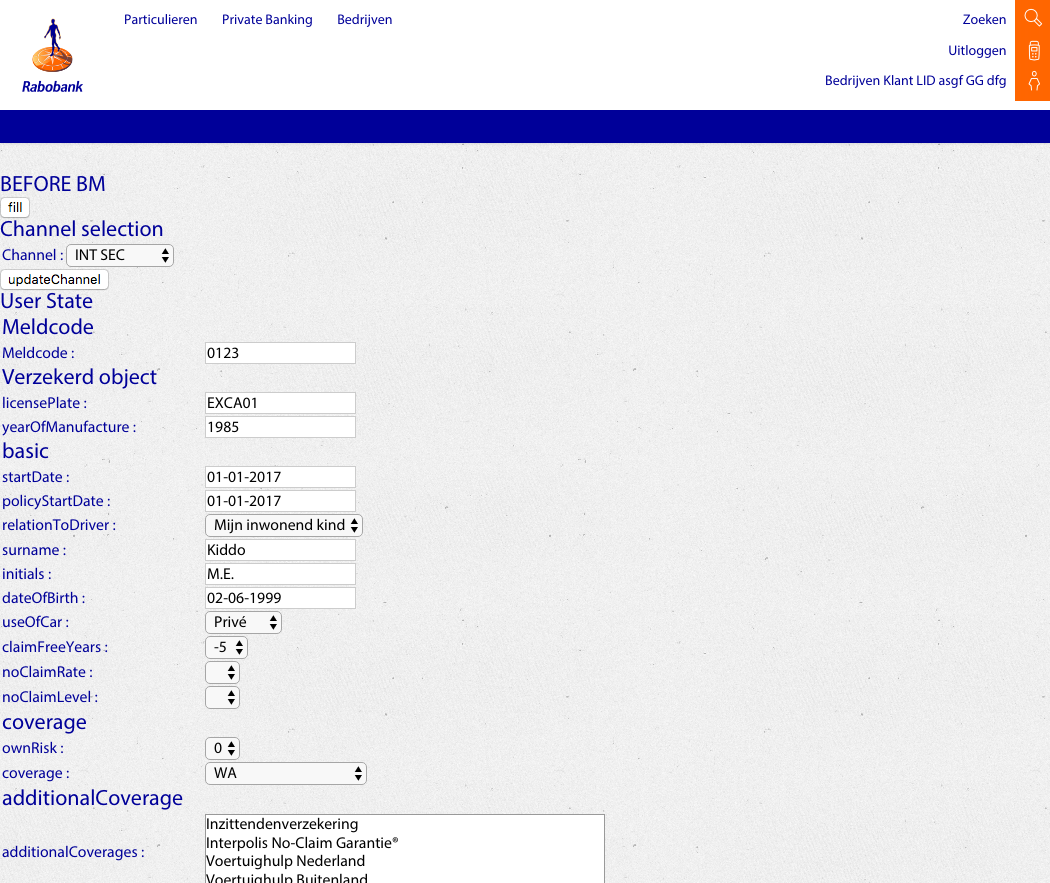 Particulieren Private Banking Bedrijven Zoeken
Uitloggen
Bedrijven Klant LID asgf GG dfg
Rabobank
BEFORE BM
fill
Channel selection
Channel : INT SEC
updateChannel
User State
Meldcode
Meldcode : 0123
Verzekerd object
licensePlate : EXCA01
yearOfManufacture : 1985
basic
startDate : 01-01-2017
policyStartDate : 01-01-2017
relationToDriver : Mijn inwonend kind
surname : Kiddo
initials : M.E.
dateOfBirth : 02-06-1999
useOfCar : Privé
claimFreeYears : -5
noClaimRate :
noClaimLevel :
coverage
ownRisk : 0
coverage : WA
additionalCoverage
additionalCoverages :
Inzittendenverzekering
Interpolis No-Claim Garantie®
Voertuighulp Nederland
Voertuighulp Buitenland